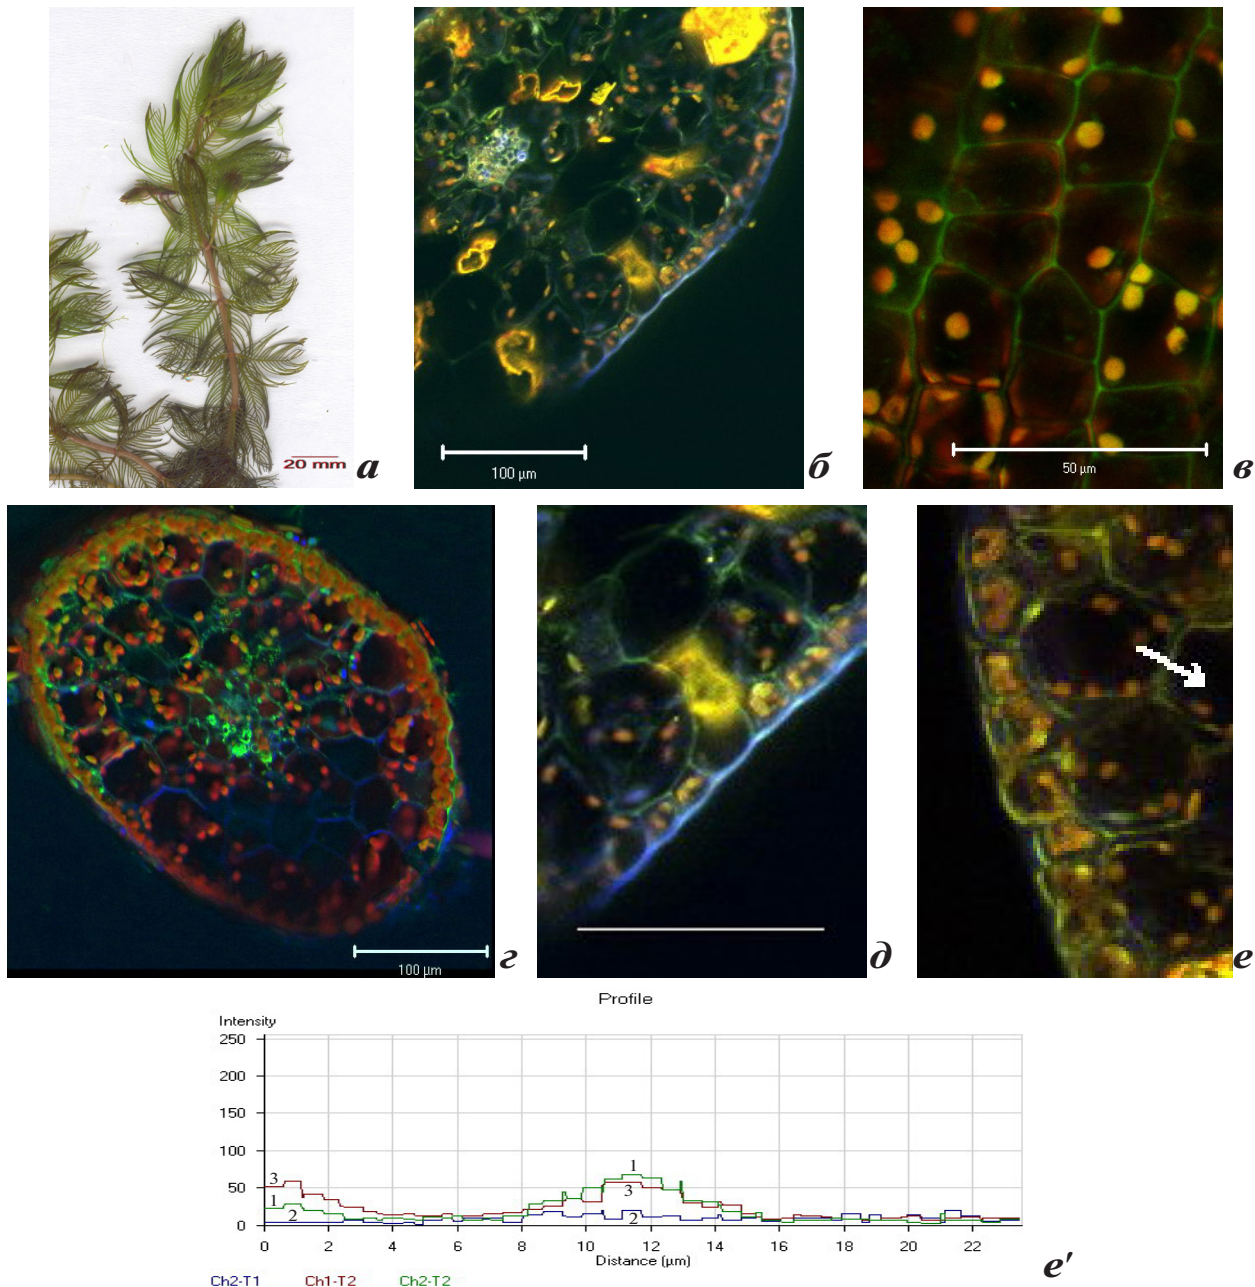 20 mm а
100 µm б
50 µm в
100 µm г
д
е
Profile
Intensity
250
200
150
100
50
0
3
1
2
1
3
2
0 2 4 6 8 10 12 14 16 18 20 22
Distance (µm)
Ch2-T1 Ch1-T2 Ch2-T2
е′